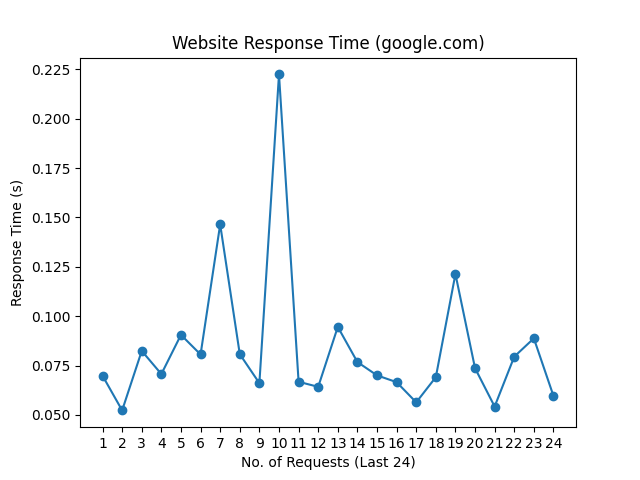 Website Response Time (google.com)
0.225
0.200
0.175
0.150
0.125
0.100
0.075
0.050
Response Time (s)
1 2 3 4 5 6 7 8 9 10 11 12 13 14 15 16 17 18 19 20 21 22 23 24
No. of Requests (Last 24)